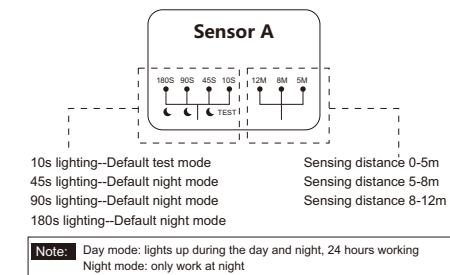 Sensor A
180S 90S 45S 10S 12M 8M 5M
TEST
10s lighting--Default test mode
45s lighting--Default night mode
90s lighting--Default night mode
180s lighting--Default night mode
Sensing distance 0-5m
Sensing distance 5-8m
Sensing distance 8-12m
Note: Day mode: lights up during the day and night, 24 hours working
Night mode: only work at night